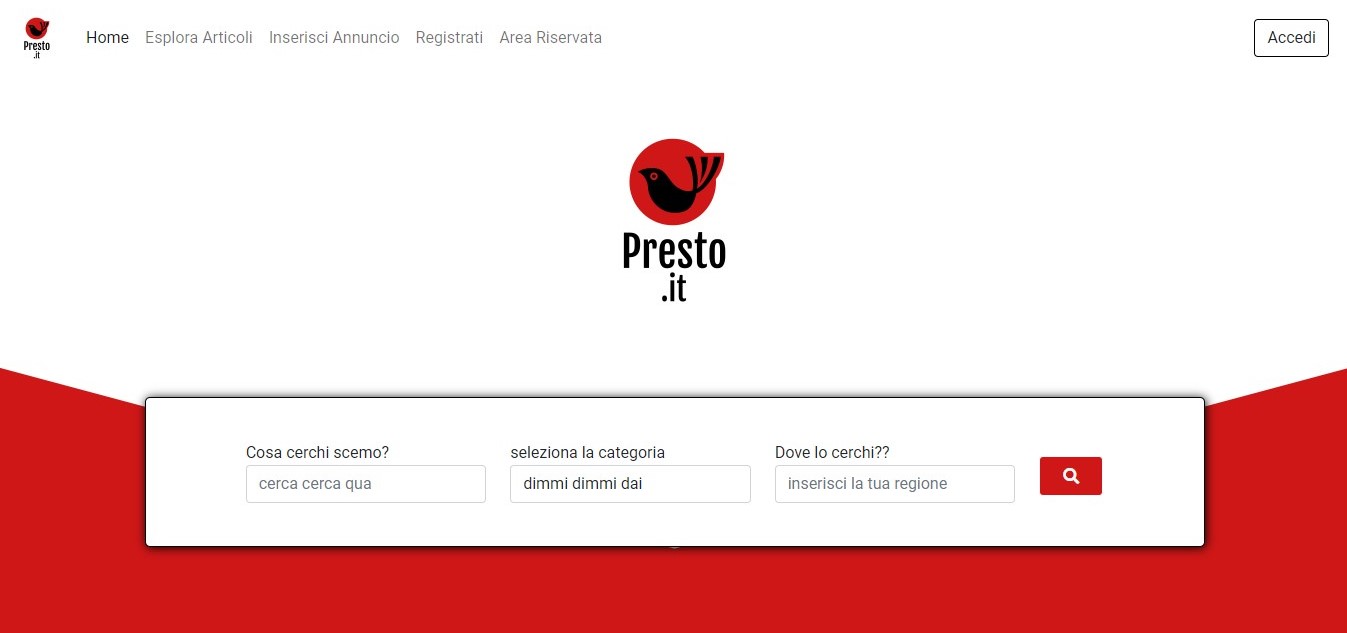 Presto
.it
Home Esplora Articoli Inserisci Annuncio Registrati Area Riservata Accedi
Presto
.it
Cosa cerchi scemo? seleziona la categoria Dove lo cerchi??
cerca cerca qua dimmi dimmi dai inserisci la tua regione